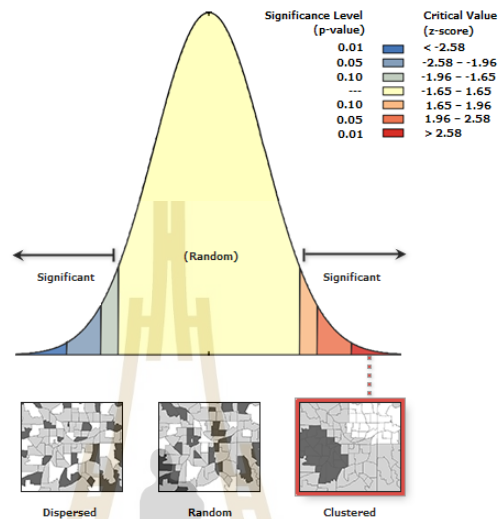 Significance Level Critical Value
(p-value) (z-score)
0.01 < -2.58
0.05 -2.58 – -1.96
0.10 -1.96 – -1.65
--- -1.65 – 1.65
0.10 1.65 – 1.96
0.05 1.96 – 2.58
0.01 > 2.58
(Random)
Significant Significant
Dispersed Random Clustered